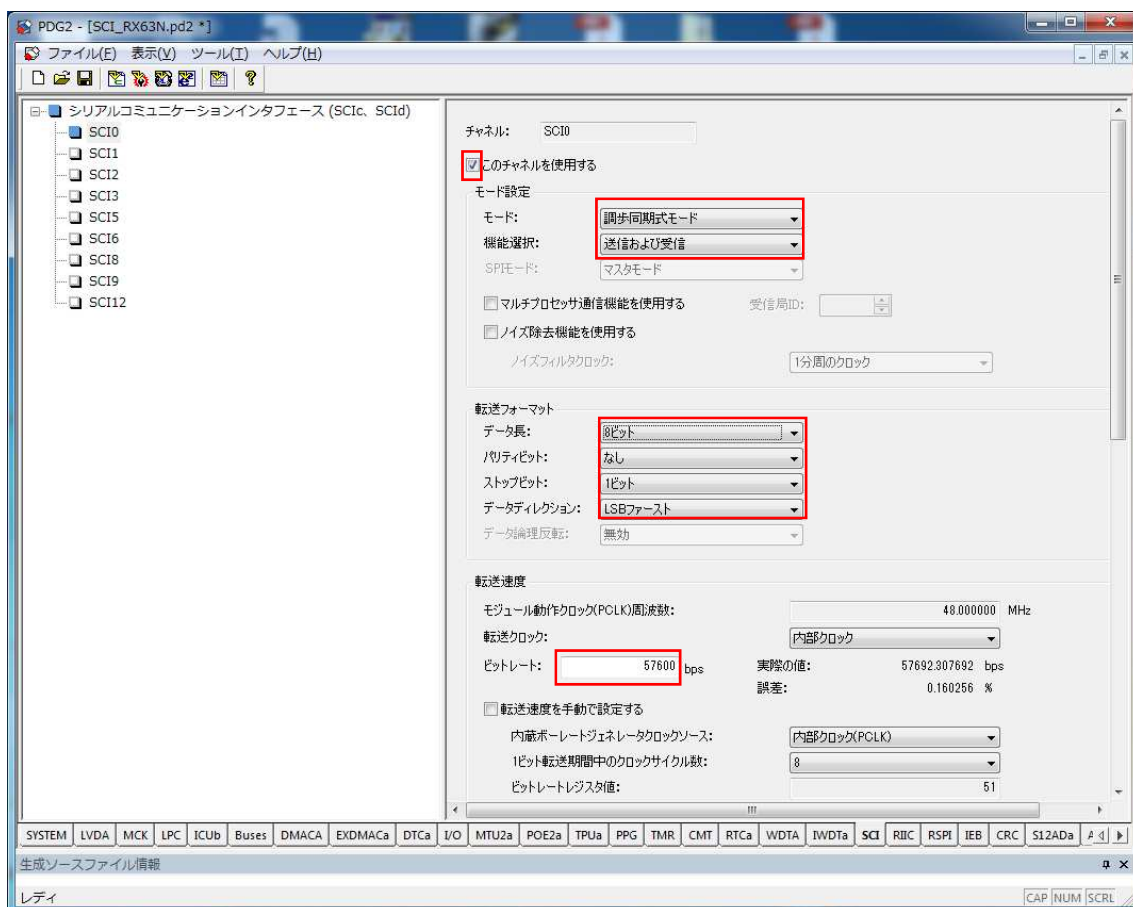 PDG2 - [SCI_RX63N.pd2 *]
ファイル(F) 表示(V) ツール(T) ヘルプ(H)
シリアルコミュニケーションインタフェース (SCIc、SCId)
SCI0
SCI1
SCI2
SCI3
SCI5
SCI6
SCI8
SCI9
SCI12
チャネル: SCI0
このチャネルを使用する
モード設定
モード: 調歩同期式モード
機能選択: 送信および受信
SPIモード: マスタモード
マルチプロセッサ通信機能を使用する 受信局ID:
ノイズ除去機能を使用する
ノイズフィルタクロック: 1分周のクロック
転送フォーマット
データ長: 8ビット
パリティビット: なし
ストップビット: 1ビット
データディレクション: LSBファースト
データ論理反転: 無効
転送速度
モジュール動作クロック(PCLK)周波数: 48.000000 MHz
転送クロック: 内部クロック
ビットレート: 57600 bps 実際の値: 57692.307692 bps
誤差: 0.160256 %
転送速度を手動で設定する
内蔵ボーレートジェネレータクロックソース: 内部クロック(PCLK)
1ビット転送期間中のクロックサイクル数: 8
ビットレートレジスタ値: 51
SYSTEM LVDA MCK LPC ICUb Buses DMACA EXDMACa DTCa I/O MTU2a POE2a TPUa PPG TMR CMT RTCa WDTA IWDTa SCI RIIC RSPI IEB CRC S12ADa
生成ソースファイル情報
レディ CAP NUM SCRL